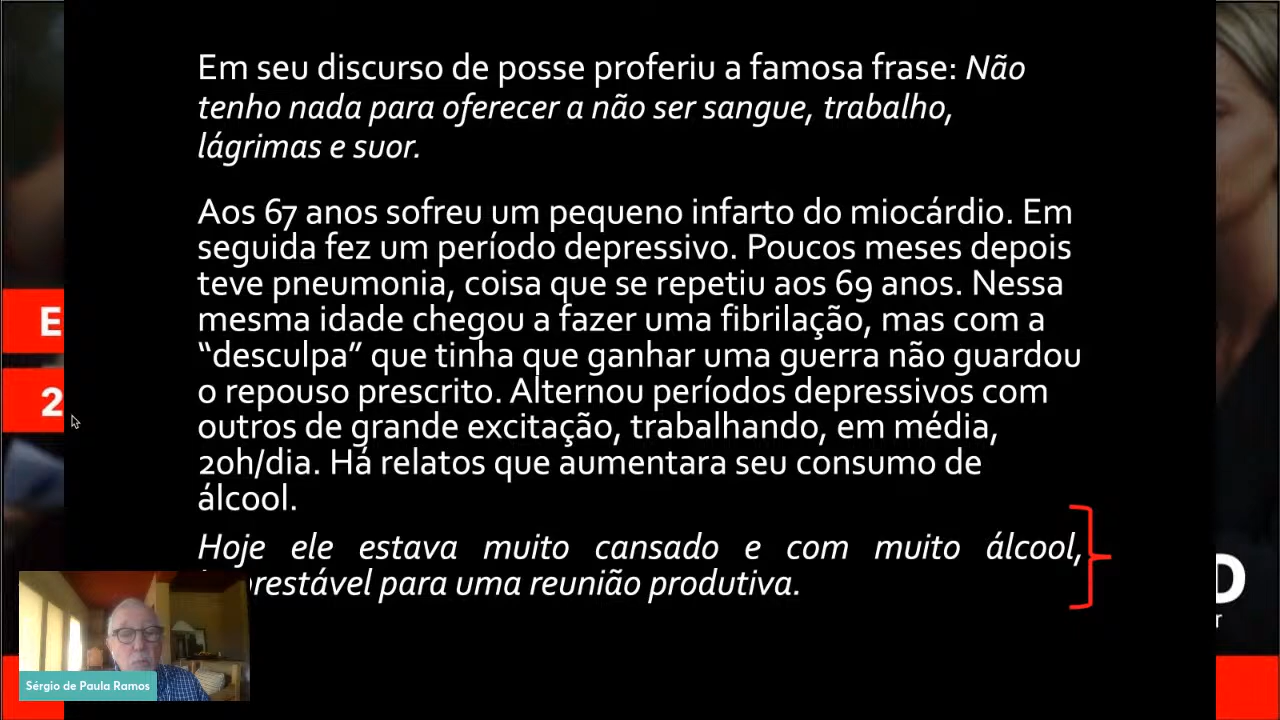 Em seu discurso de posse proferiu a famosa frase: Não
tenho nada para oferecer a não ser sangue, trabalho,
lágrimas e suor.
Aos 67 anos sofreu um pequeno infarto do miocárdio. Em
seguida fez um período depressivo. Poucos meses depois
teve pneumonia, coisa que se repetiu aos 69 anos. Nessa
mesma idade chegou a fazer uma fibrilação, mas com a
“desculpa” que tinha que ganhar uma guerra não guardou
o repouso prescrito. Alternou períodos depressivos com
outros de grande excitação, trabalhando, em média,
20h/dia. Há relatos que aumentara seu consumo de
álcool.
Hoje ele estava muito cansado e com muito álcool,
para uma reunião produtiva.
Sérgio de Paula Ramos
E
2
D
r